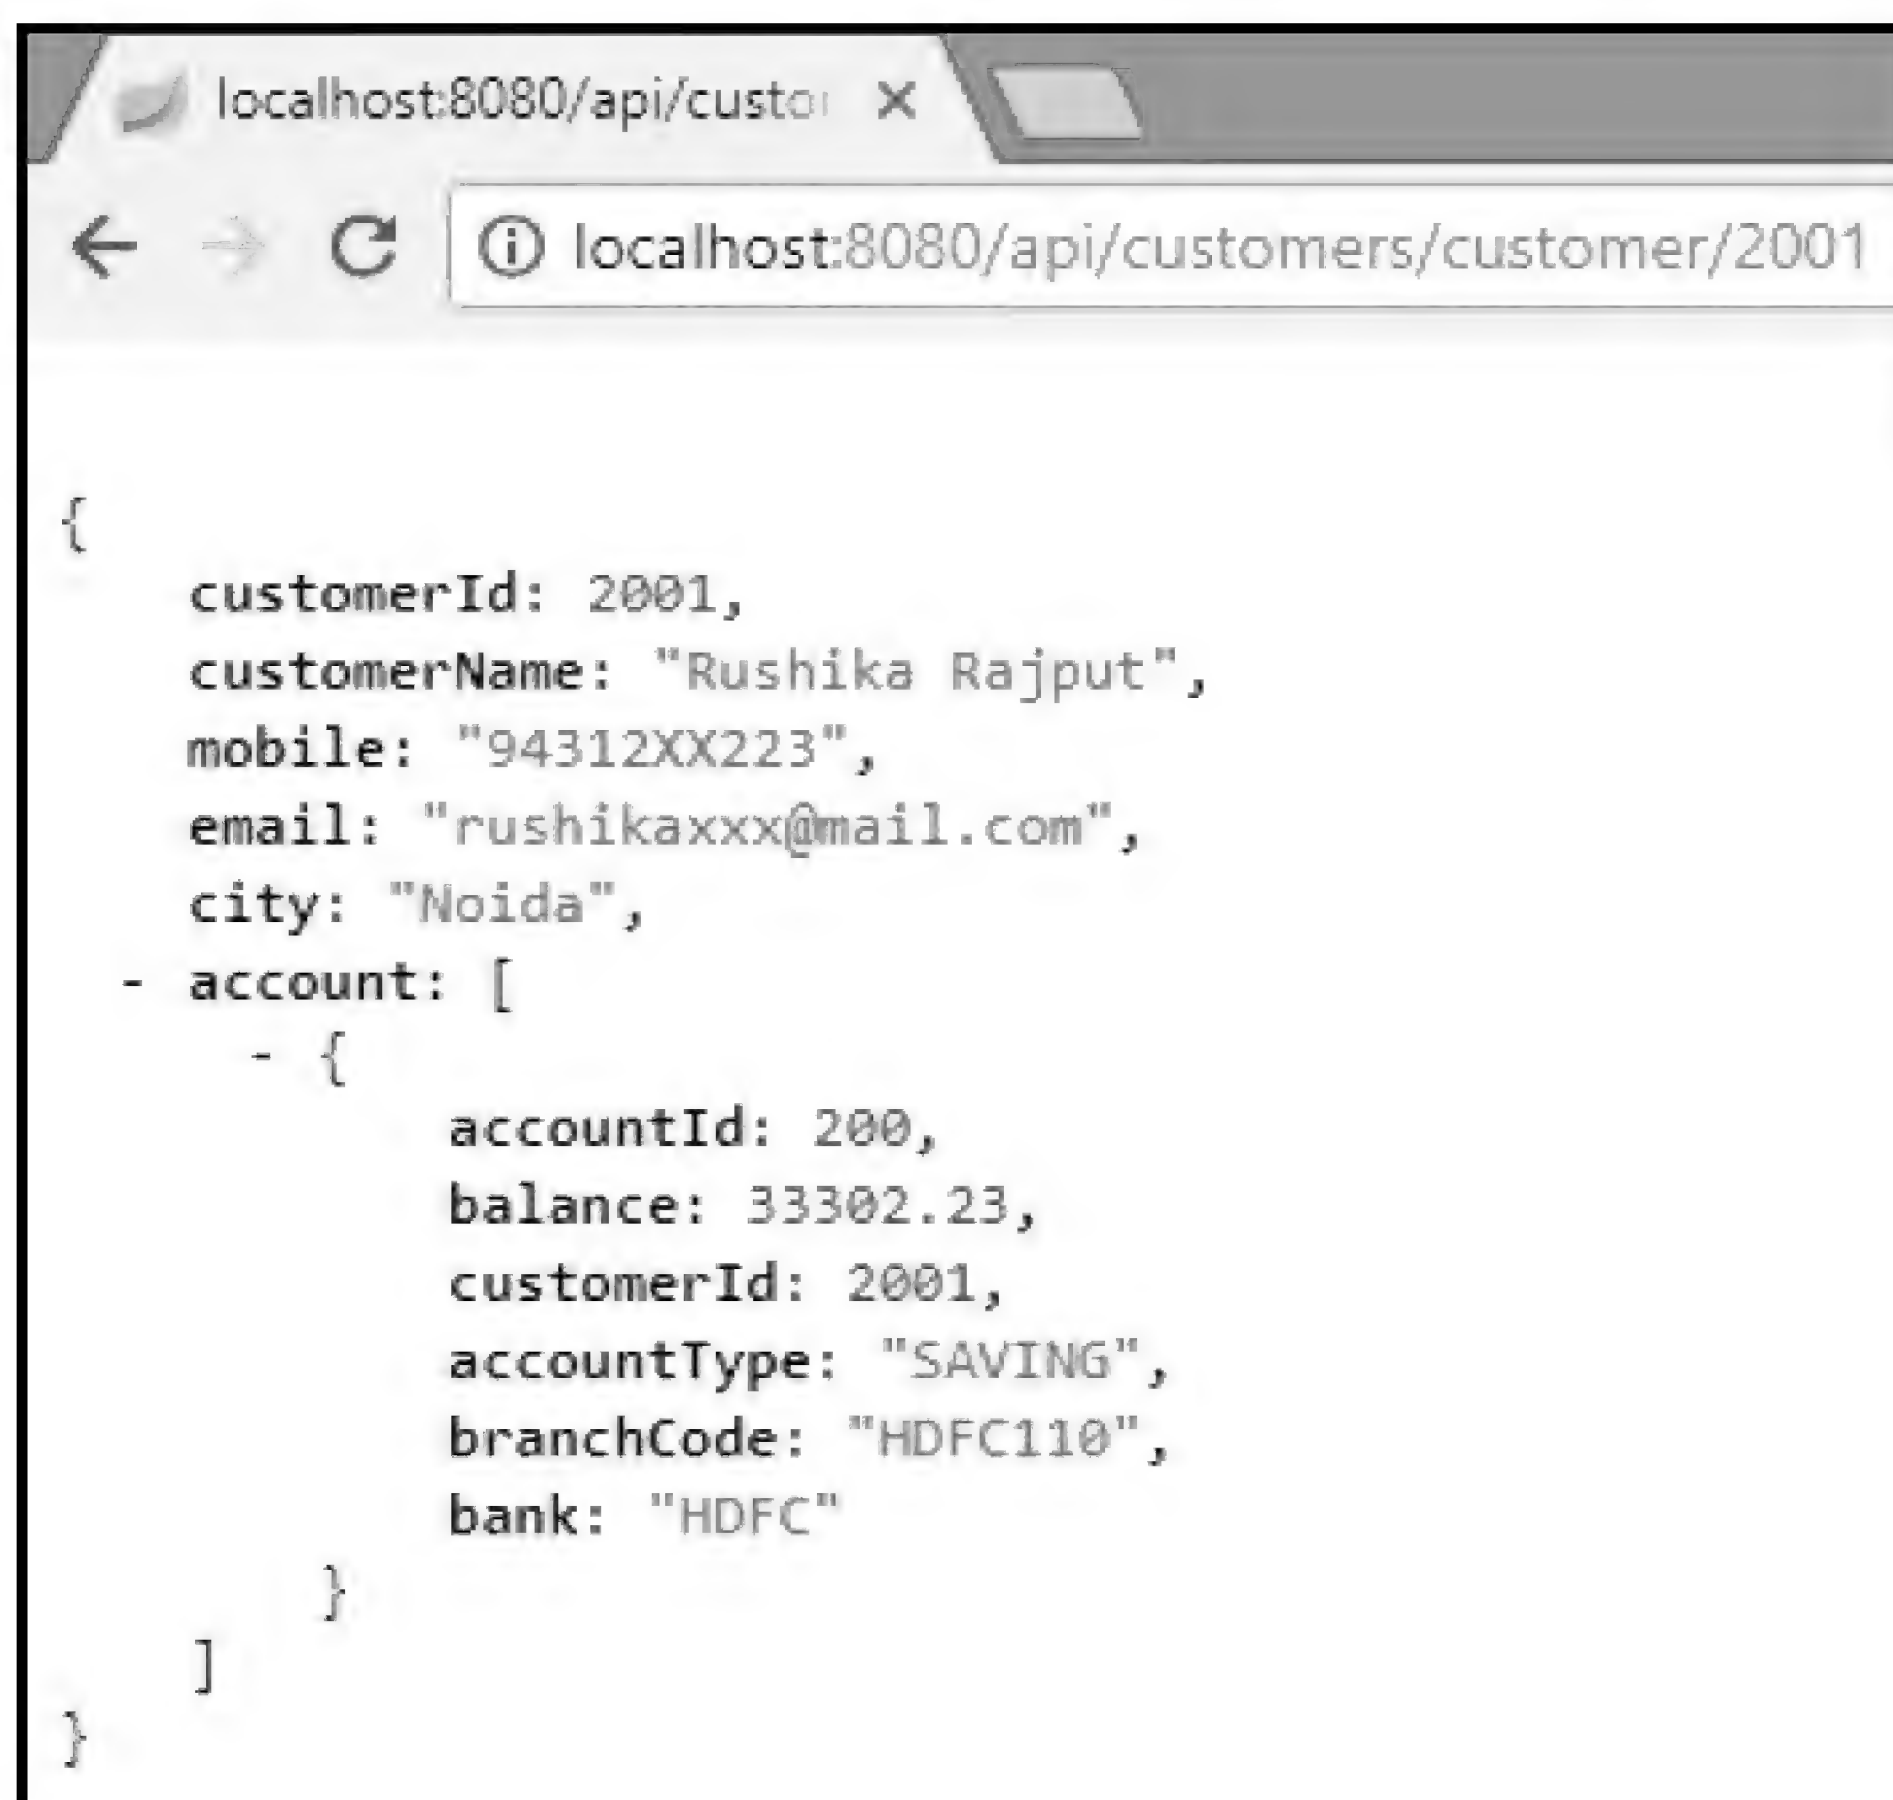 localhost:8080/api/custo
localhost:8080/api/customers/customer/2001
{
customerId: 2001,
customerName: "Rushika Rajput",
mobile: "94312XX223",
email: "rushikaxxx@mail.com",
city: "Noida",
- account: [
- {
accountId: 200,
balance: 33302.23,
customerId: 2001,
accountType: "SAVING",
branchCode: "HDFC110",
bank: "HDFC"
}
]
}